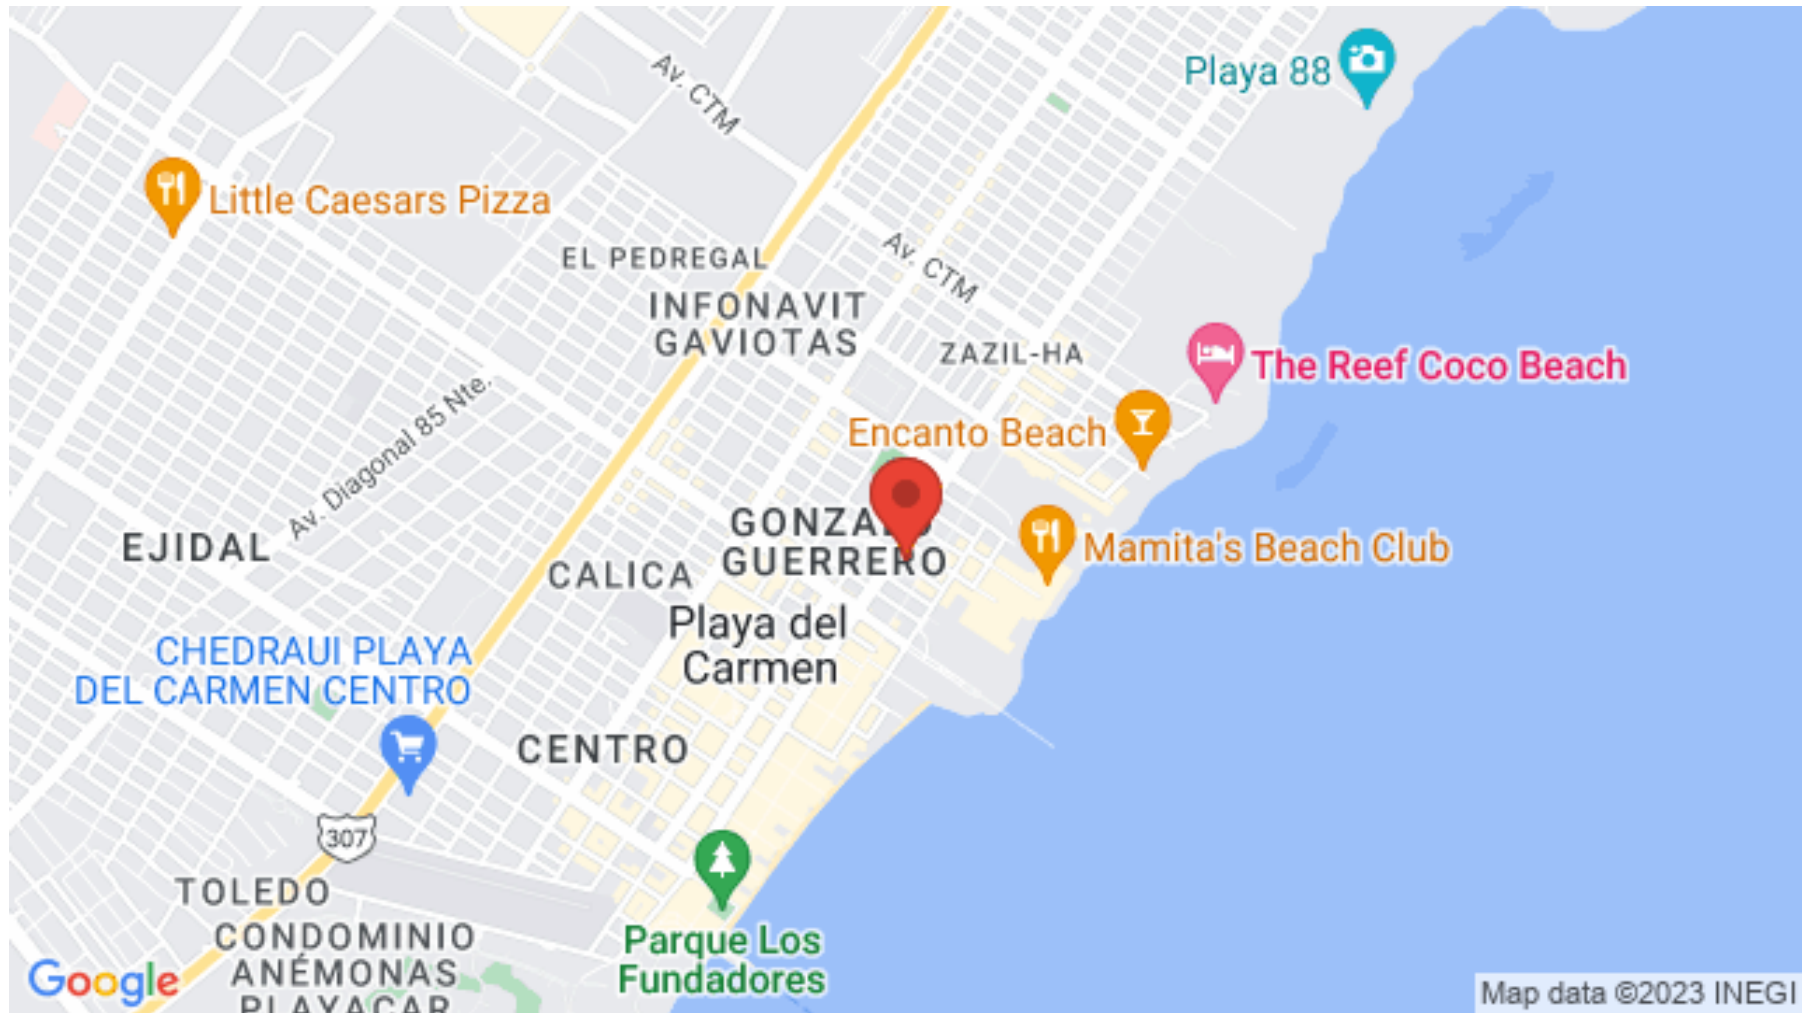 Playa 88
Av. CTM
Little Caesars Pizza
EL PEDREGAL
Av. CTM
INFONAVIT
GAVIOTAS
ZAZIL-HA
The Reef Coco Beach
Encanto Beach
Av. Diagonal 85 Nte.
GONZALO
GUERRERO
EJIDAL
CALICA
Mamita's Beach Club
Playa del
Carmen
CHEDRAUI PLAYA
DEL CARMEN CENTRO
CENTRO
307
TOLEDO
CONDOMINIO
ANÉMONAS
PLAYACAR
Parque Los
Fundadores
Google
Map data ©2023 INEGI